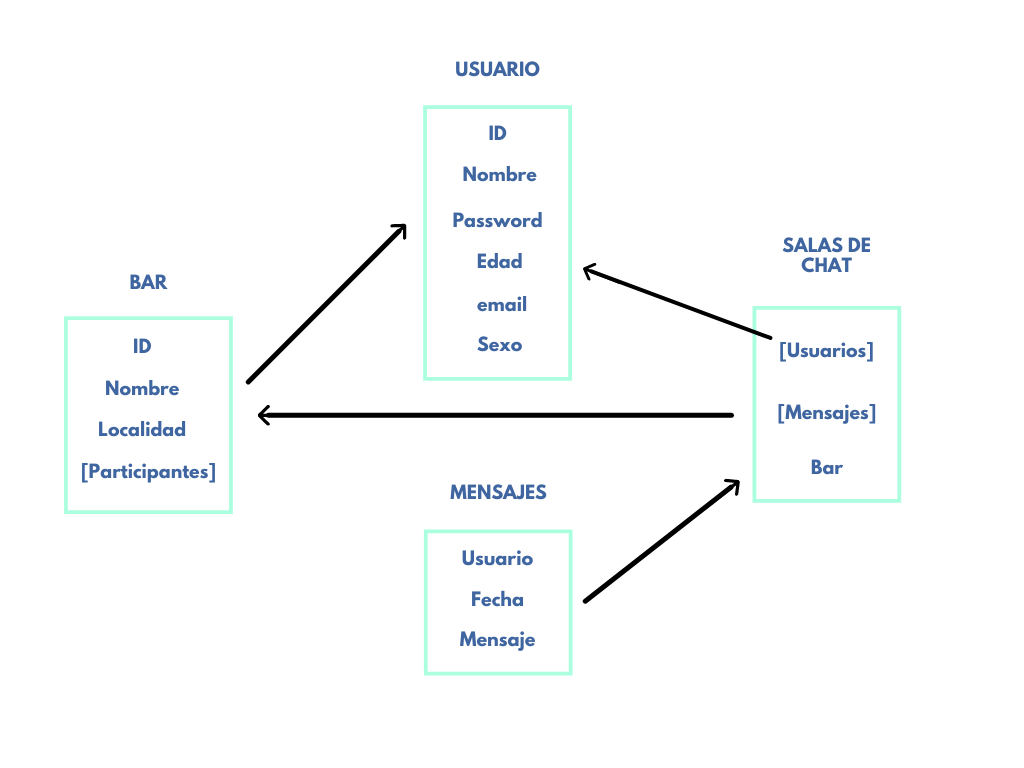 USUARIO
ID
Nombre
Password
Edad
email
Sexo
BAR
ID
Nombre
Localidad
[Participantes]
SALAS DE
CHAT
[Usuarios]
[Mensajes]
Bar
MENSAJES
Usuario
Fecha
Mensaje